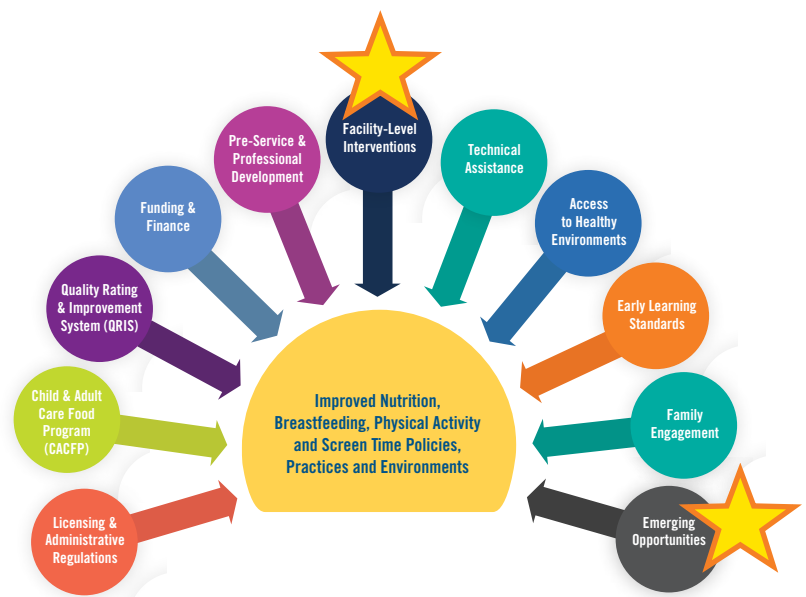 Facility-Level
Interventions
Pre-Service &
Professional
Development
Technical
Assistance
Funding &
Finance
Access
to Healthy
Environments
Quality Rating
& Improvement
System (QRIS)
Early Learning
Standards
Child & Adult
Care Food
Program
(CACFP)
Improved Nutrition,
Breastfeeding, Physical Activity
and Screen Time Policies,
Practices and Environments
Family
Engagement
Licensing &
Administrative
Regulations
Emerging
Opportunities